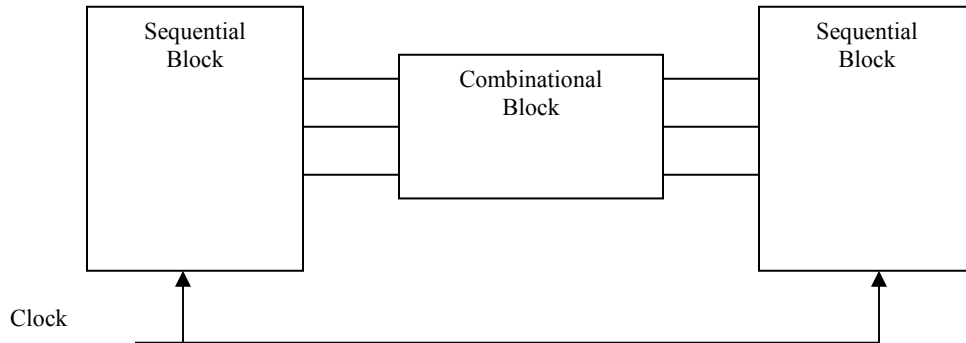 Sequential
Block
Combinational
Block
Sequential
Block
Clock